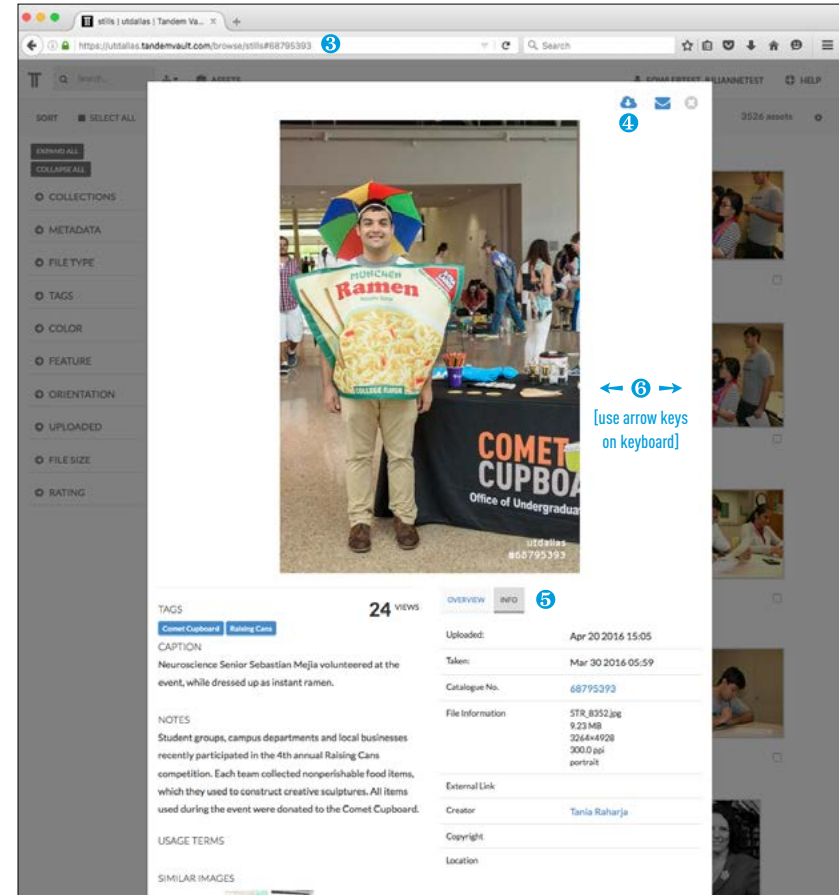 stills | utdallas | Tandem Va...
https://utdallas.tandemvault.com/browse/stills#68795393 3
Search
Search...
ASSETS
FOWLERTEST JULIANNETEST
HELP
SORT SELECT ALL
4
3526 assets
EXPAND ALL
COLLAPSE ALL
COLLECTIONS
METADATA
FILE TYPE
TAGS
COLOR
FEATURE
ORIENTATION
UPLOADED
FILE SIZE
RATING
Ramen
COLLEGE FLAVOR
COMET
CUPBOA
Office of Undergradua
utdallas
#68795393
6
[use arrow keys
on keyboard]
TAGS
24 VIEWS
Comet Cupboard Raising Cans
CAPTION
Neuroscience Senior Sebastian Mejia volunteered at the
event, while dressed up as instant ramen.
NOTES
Student groups, campus departments and local businesses
recently participated in the 4th annual Raising Cans
competition. Each team collected nonperishable food items,
which they used to construct creative sculptures. All items
used during the event were donated to the Comet Cupboard.
USAGE TERMS
SIMILAR IMAGES
OVERVIEW INFO 5
Uploaded: Apr 20 2016 15:05
Taken: Mar 30 2016 05:59
Catalogue No. 68795393
File Information STR_8352.jpg
9.23 MB
3264×4928
300.0 ppi
portrait
External Link
Creator Tania Raharja
Copyright
Location